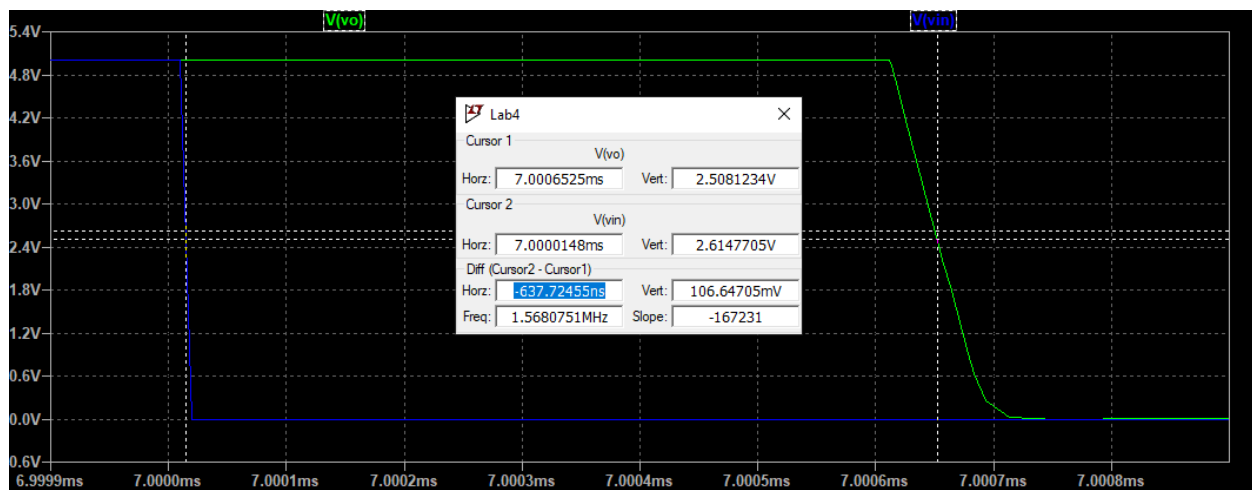 V(vo) V(vin)
5.4V
4.8V
4.2V
3.6V
3.0V
2.4V
1.8V
1.2V
0.6V
0.0V
0.6V
6.9999ms 7.0000ms 7.0001ms 7.0002ms 7.0003ms 7.0004ms 7.0005ms 7.0006ms 7.0007ms 7.0008ms
Lab4
Cursor 1
V(vo)
Horz: 7.0006525ms Vert: 2.5081234V
Cursor 2
V(vin)
Horz: 7.0000148ms Vert: 2.6147705V
Diff (Cursor2 - Cursor1)
Horz: -637.72455ns Vert: 106.64705mV
Freq: 1.5680751MHz Slope: -167231